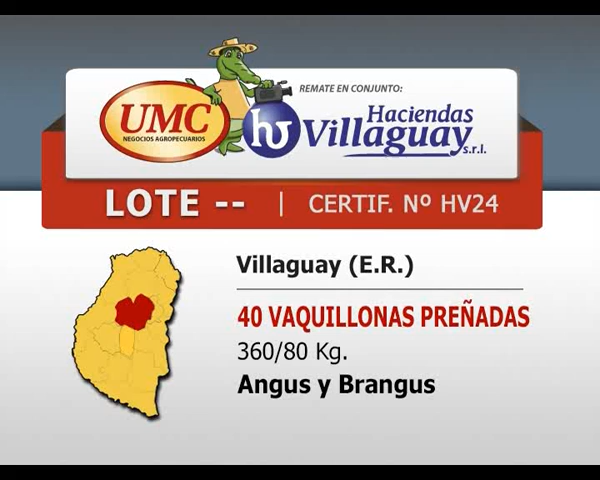 REMATE EN CONJUNTO:
UMC
NEGOCIOS AGROPECUARIOS
hv
Haciendas
Villaguay s.r.l.
LOTE -- | CERTIF. Nº HV24
Villaguay (E.R.)
40 VAQUILLONAS PREÑADAS
360/80 Kg.
Angus y Brangus